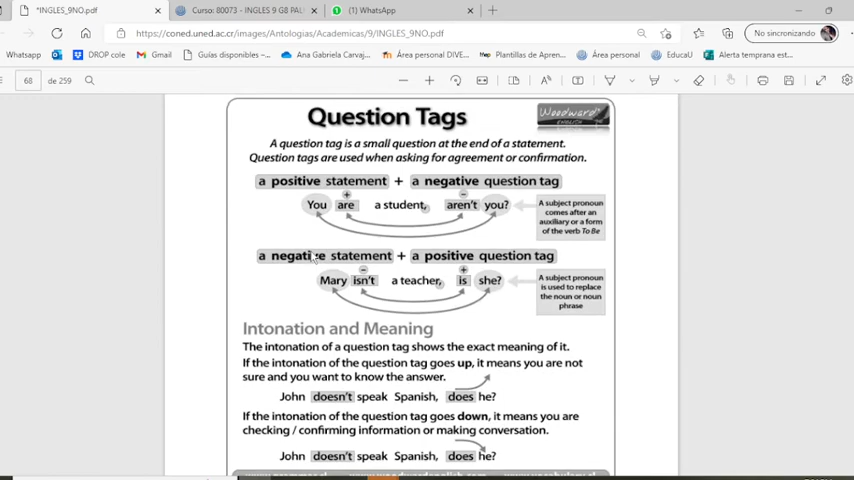 *INGLES_9NO.pdf
Curso: 80073 - INGLES 9 G8 PAL
(1) WhatsApp
https://coned.uned.ac.cr/images/Antologias/Academicas/9/INGLES_9NO.pdf
No sincronizando
Whatsapp DROP cole Gmail Guías disponibles –... Ana Gabriela Carvaj... Área personal DIVE... Plantillas de Aprendi... Área personal EducaU Alerta temprana est...
68 de 259
Question Tags
Woodward
ENGLISH
A question tag is a small question at the end of a statement.
Question tags are used when asking for agreement or confirmation.
a positive statement + a negative question tag
+ −
You are a student, aren't you?
A subject pronoun
comes after an
auxiliary or a form
of the verb To Be
a negative statement + a positive question tag
− +
Mary isn't a teacher, is she?
A subject pronoun
is used to replace
the noun or noun
phrase
Intonation and Meaning
The intonation of a question tag shows the exact meaning of it.
If the intonation of the question tag goes up, it means you are not
sure and you want to know the answer.
John doesn't speak Spanish, does he?
If the intonation of the question tag goes down, it means you are
checking / confirming information or making conversation.
John doesn't speak Spanish, does he?